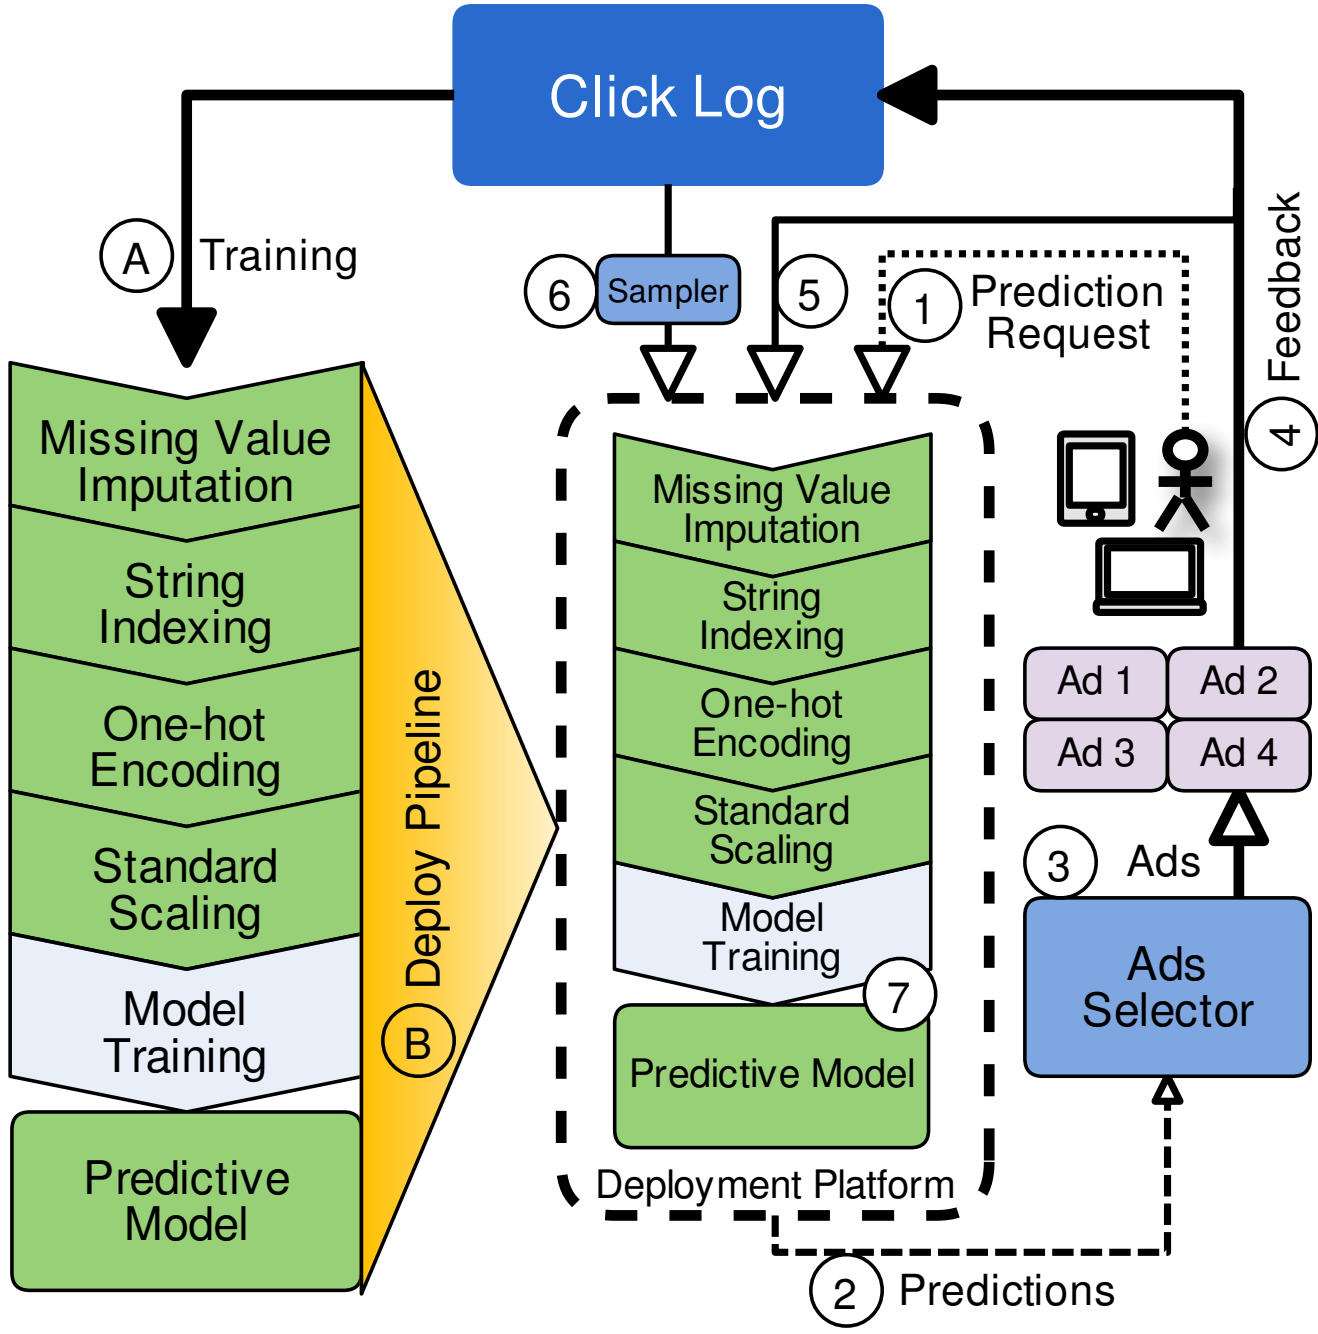 Click Log
A
Training
6
Sampler
5
1
Prediction
Request
4
Feedback
Missing Value
Imputation
String
Indexing
One-hot
Encoding
Standard
Scaling
Model
Training
Predictive
Model
B
Deploy Pipeline
Missing Value
Imputation
String
Indexing
One-hot
Encoding
Standard
Scaling
Model
Training
7
Predictive Model
Deployment Platform
Ad 1
Ad 2
Ad 3
Ad 4
3
Ads
Ads
Selector
2
Predictions